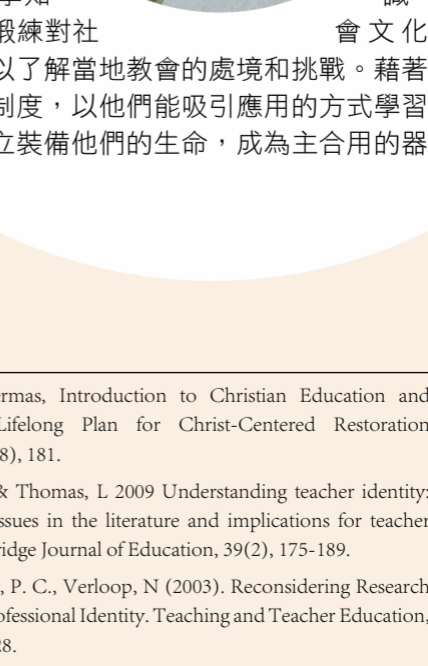 鍛練對社 會文化
以了解當地教會的處境和挑戰。藉著
制度，以他們能吸引應用的方式學習
立裝備他們的生命，成為主合用的器
ermas, Introduction to Christian Education and
Lifelong Plan for Christ-Centered Restoration
8), 181.
& Thomas, L 2009 Understanding teacher identity:
issues in the literature and implications for teacher
ridge Journal of Education, 39(2), 175-189.
, P. C., Verloop, N (2003). Reconsidering Research
ofessional Identity. Teaching and Teacher Education,
28.